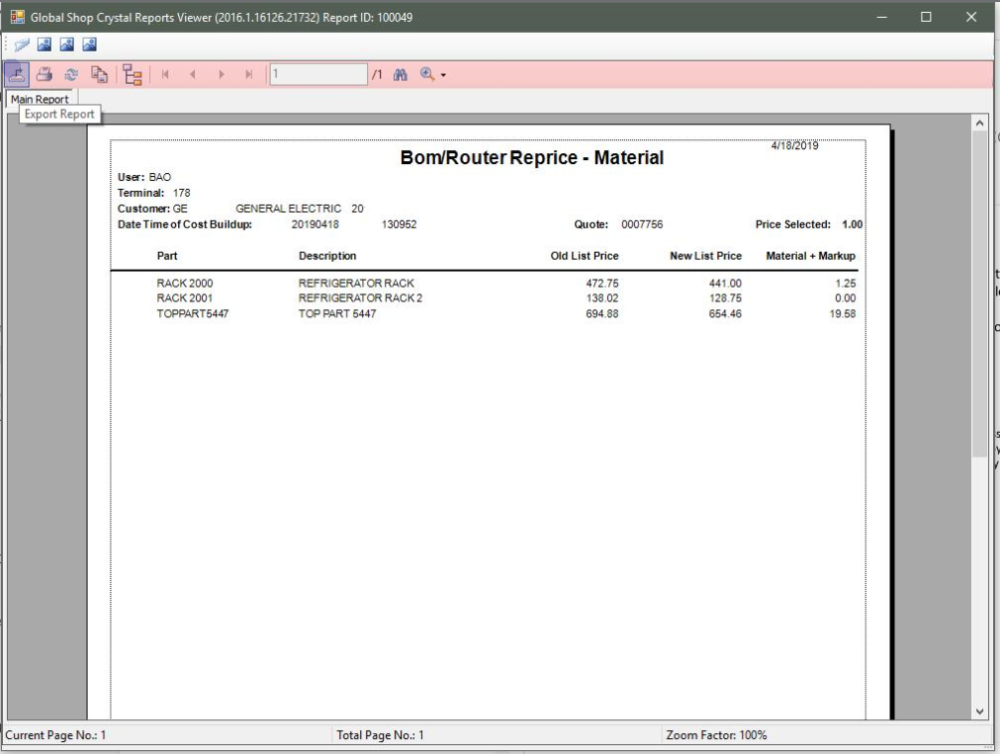 Global Shop Crystal Reports Viewer (2016.1.16126.21732) Report ID: 100049
1 /1
Main Report
Export Report
4/18/2019
Bom/Router Reprice - Material
User: BAO
Terminal: 178
Customer: GE GENERAL ELECTRIC 20
Date Time of Cost Buildup: 20190418 130952 Quote: 0007756 Price Selected: 1.00
Part Description Old List Price New List Price Material + Markup
RACK 2000 REFRIGERATOR RACK 472.75 441.00 1.25
RACK 2001 REFRIGERATOR RACK 2 138.02 128.75 0.00
TOPPART5447 TOP PART 5447 694.88 654.46 19.58
Current Page No.: 1 Total Page No.: 1 Zoom Factor: 100%